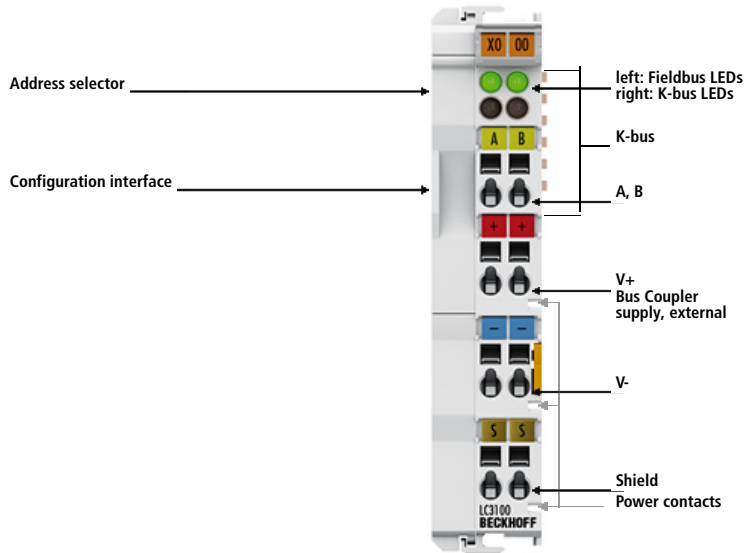 X0 00
Address selector
left: Fieldbus LEDs
right: K-bus LEDs
K-bus
A B
Configuration interface
A, B
+ +
V+
Bus Coupler
supply, external
– –
V-
S S
Shield
Power contacts
LC3100
BECKHOFF